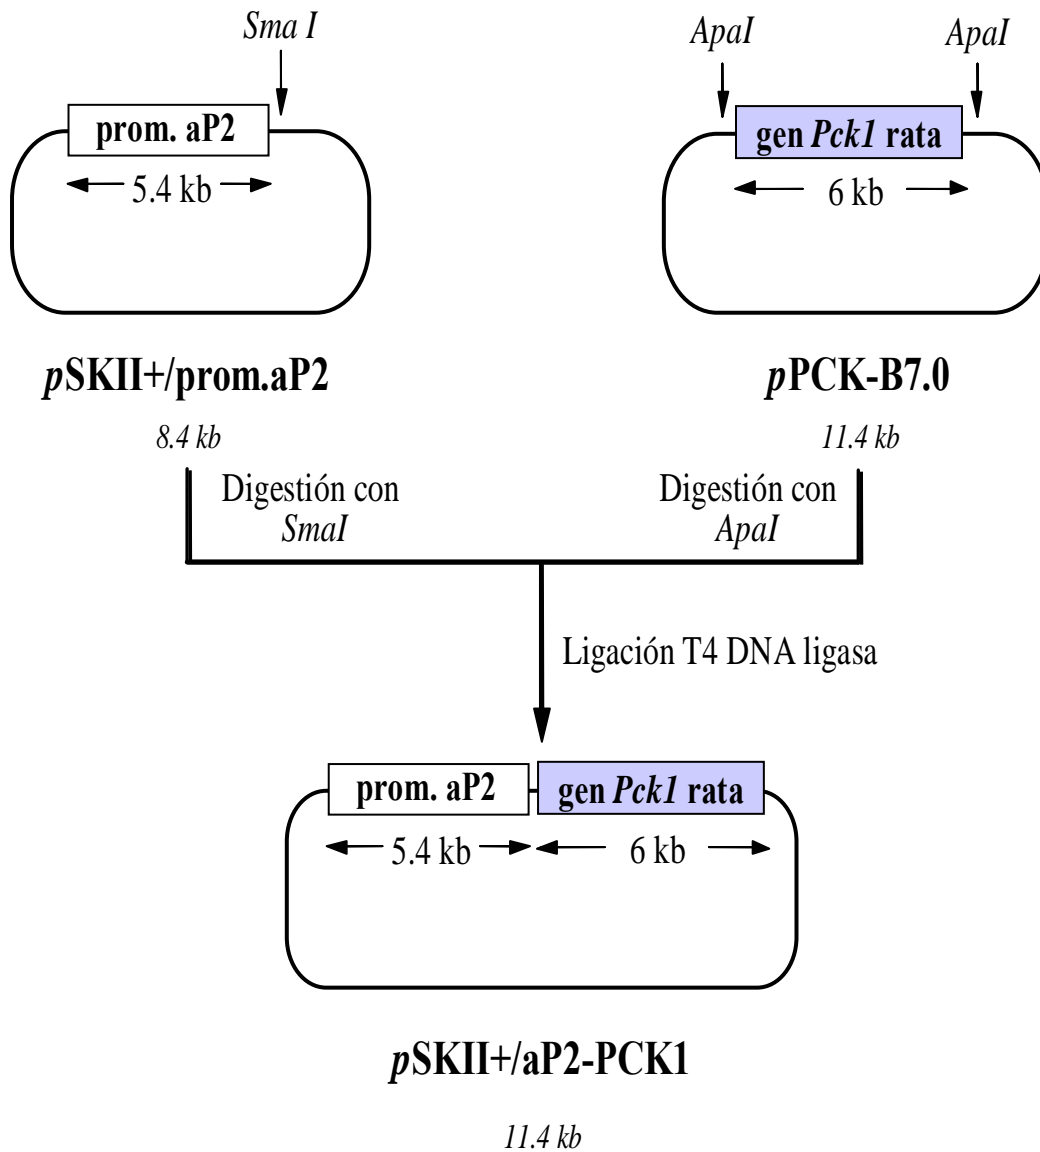 Sma I
ApaI
ApaI
prom. aP2
gen Pck1 rata
5.4 kb
6 kb
pSKII+/prom.aP2
pPCK-B7.0
8.4 kb
11.4 kb
Digestión con
SmaI
Digestión con
ApaI
Ligación T4 DNA ligasa
prom. aP2
gen Pck1 rata
5.4 kb
6 kb
pSKII+/aP2-PCK1
11.4 kb